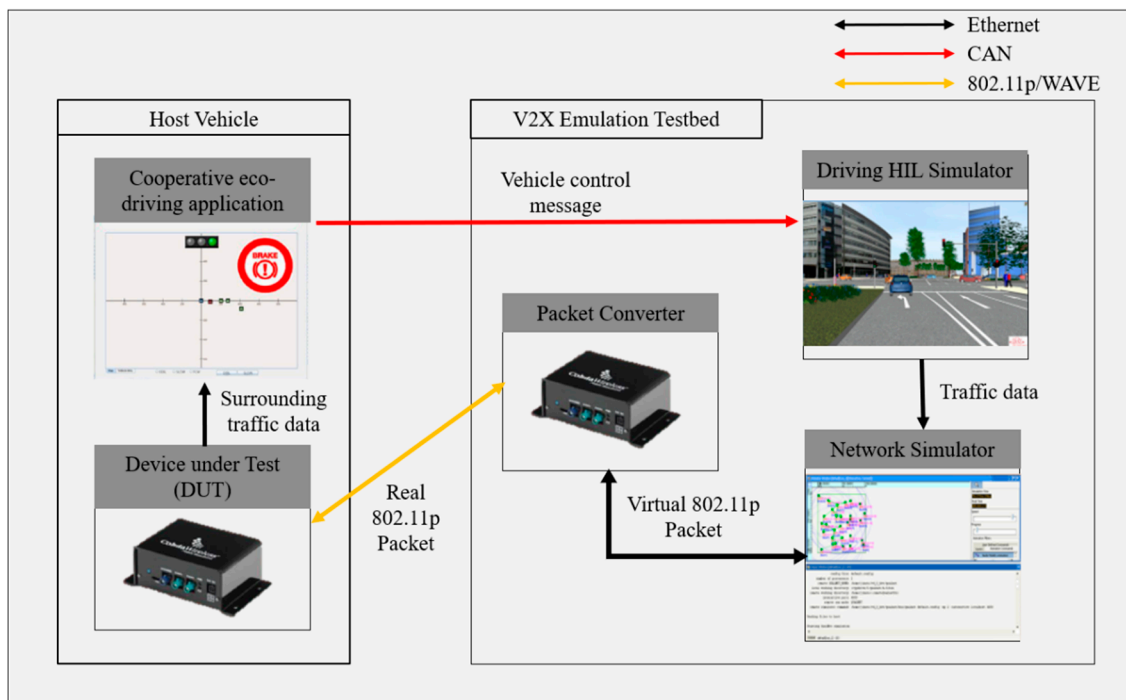 Ethernet
CAN
802.11p/WAVE
Host Vehicle
V2X Emulation Testbed
Cooperative eco-
driving application
BRAKE
Vehicle control
message
Driving HIL Simulator
Packet Converter
CohdaWireless
Surrounding
traffic data
Traffic data
Device under Test
(DUT)
CohdaWireless
Real
802.11p
Packet
Virtual 802.11p
Packet
Network Simulator